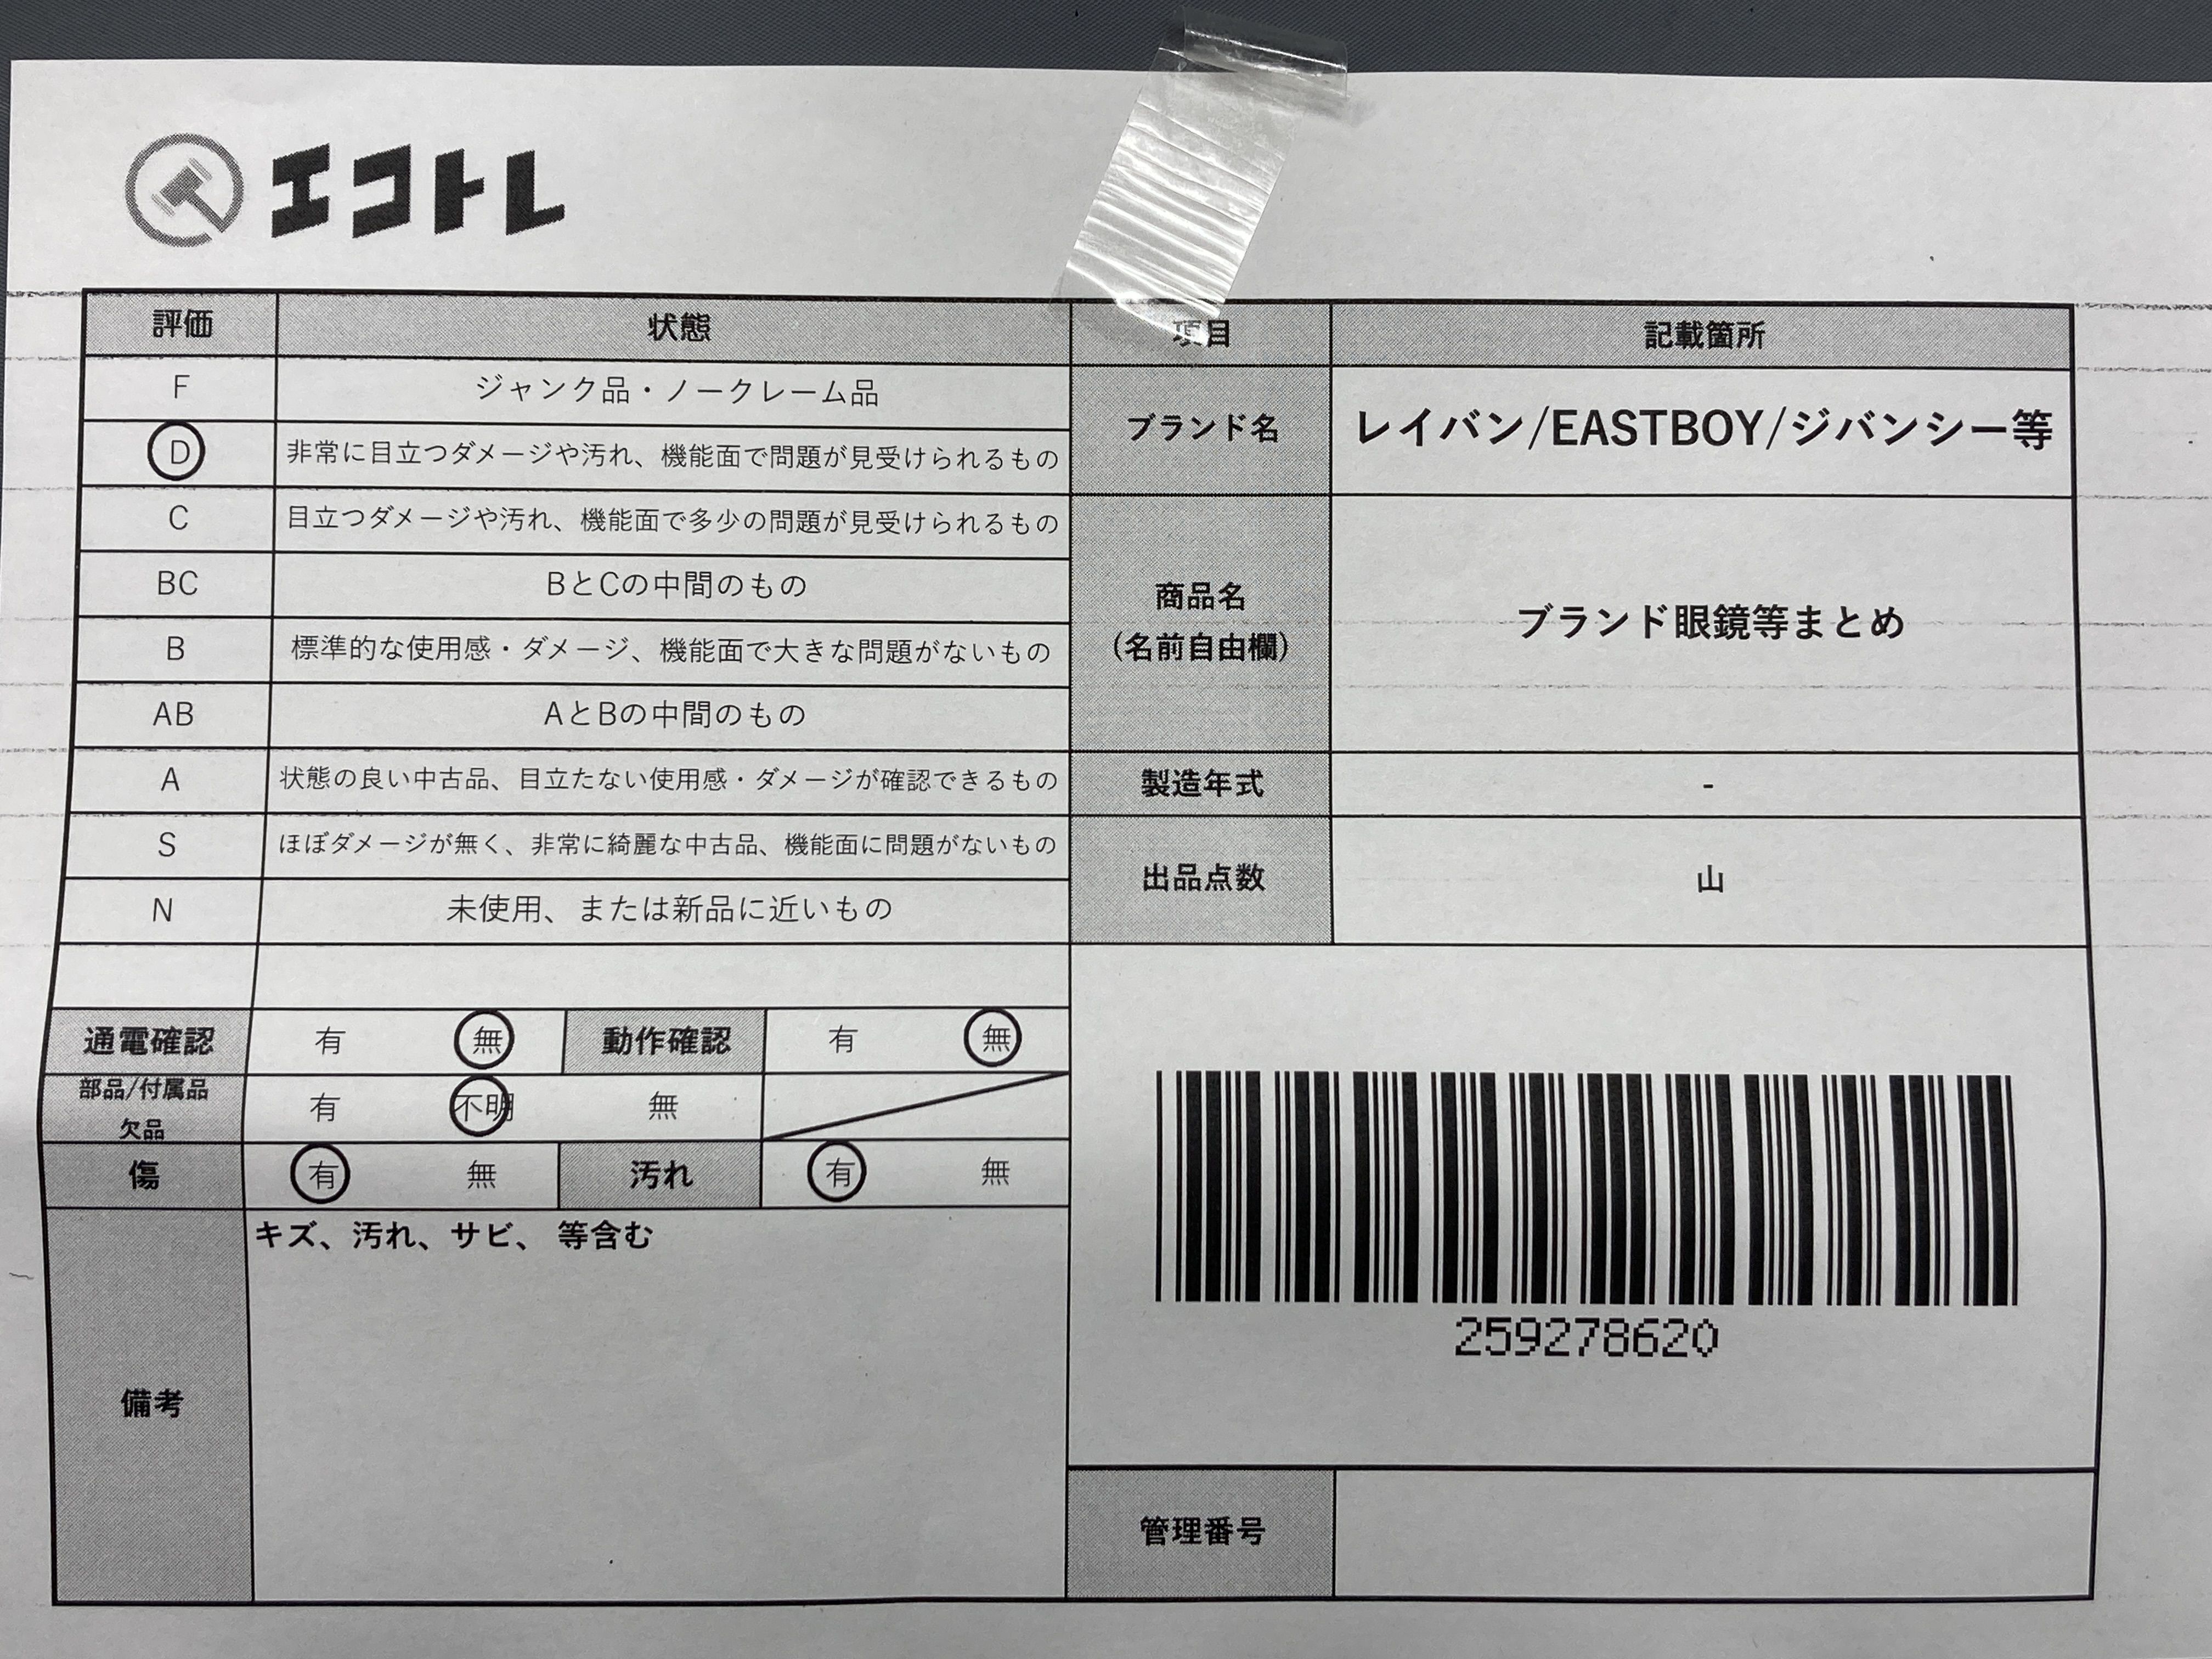 エコトレ
評価 状態 項目 記載箇所
F ジャンク品・ノークレーム品
D 非常に目立つダメージや汚れ、機能面で問題が見受けられるもの
C 目立つダメージや汚れ、機能面で多少の問題が見受けられるもの
BC BとCの中間のもの
B 標準的な使用感・ダメージ、機能面で大きな問題がないもの
AB AとBの中間のもの
A 状態の良い中古品、目立たない使用感・ダメージが確認できるもの
S ほぼダメージが無く、非常に綺麗な中古品、機能面に問題がないもの
N 未使用、または新品に近いもの
ブランド名 レイバン/EASTBOY/ジバンシー等
商品名
(名前自由欄)
ブランド眼鏡等まとめ
製造年式 -
出品点数 山
通電確認 有 無 動作確認 有 無
部品/付属品
欠品
有 不明 無
傷 有 無 汚れ 有 無
備考
キズ、汚れ、サビ、 等含む
259278620
管理番号